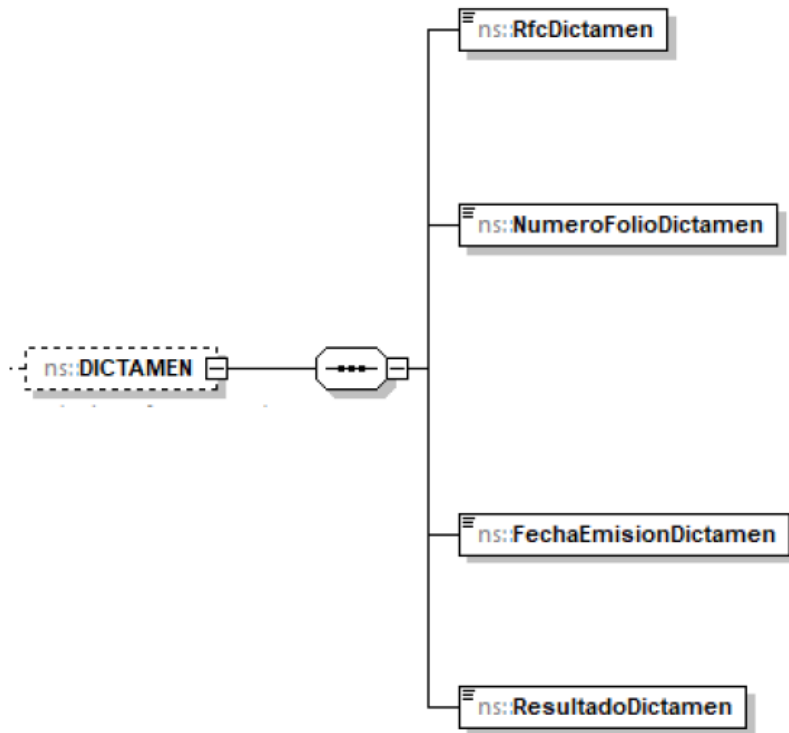 ns::RfcDictamen
ns::NumeroFolioDictamen
ns::DICTAMEN
ns::FechaEmisionDictamen
ns::ResultadoDictamen